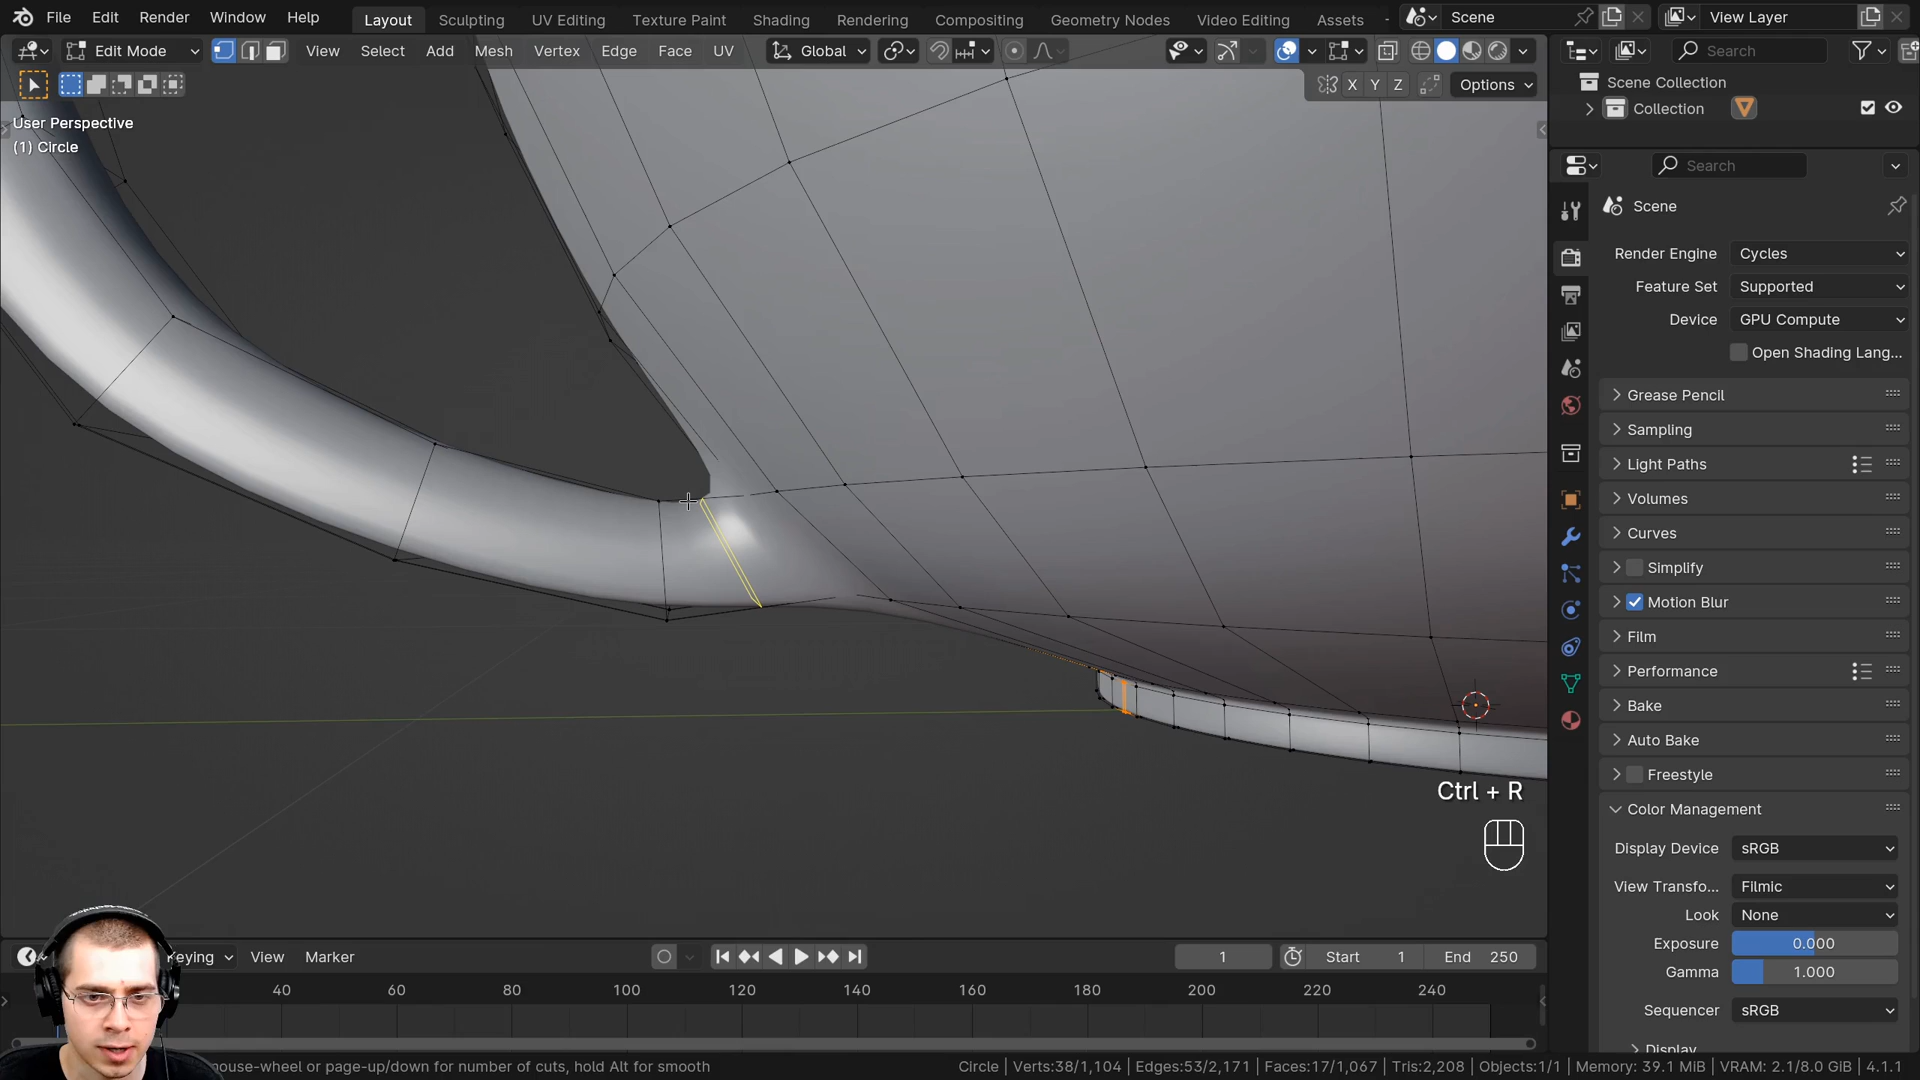 File Edit Render Window Help Layout Sculpting UV Editing Texture Paint Shading Rendering Compositing Geometry Nodes Video Editing Assets Scene View Layer
Edit Mode View Select Add Mesh Vertex Edge Face UV Global Search
X Y Z Options
Scene Collection
Collection
User Perspective
(1) Circle
Search
Scene
Render Engine Cycles
Feature Set Supported
Device GPU Compute
Open Shading Lang...
Grease Pencil
Sampling
Light Paths
Volumes
Curves
Simplify
Motion Blur
Film
Performance
Bake
Auto Bake
Freestyle
Color Management
Display Device sRGB
View Transfo... Filmic
Look None
Exposure 0.000
Gamma 1.000
Sequencer sRGB
Display
Ctrl + R
Keying View Marker 1 Start 1 End 250
40 60 80 100 120 140 160 180 200 220 240
mouse-wheel or page-up/down for number of cuts, hold Alt for smooth
Circle | Verts:38/1,104 | Edges:53/2,171 | Faces:17/1,067 | Tris:2,208 | Objects:1/1 | Memory: 39.1 MiB | VRAM: 2.1/8.0 GiB | 4.1.1